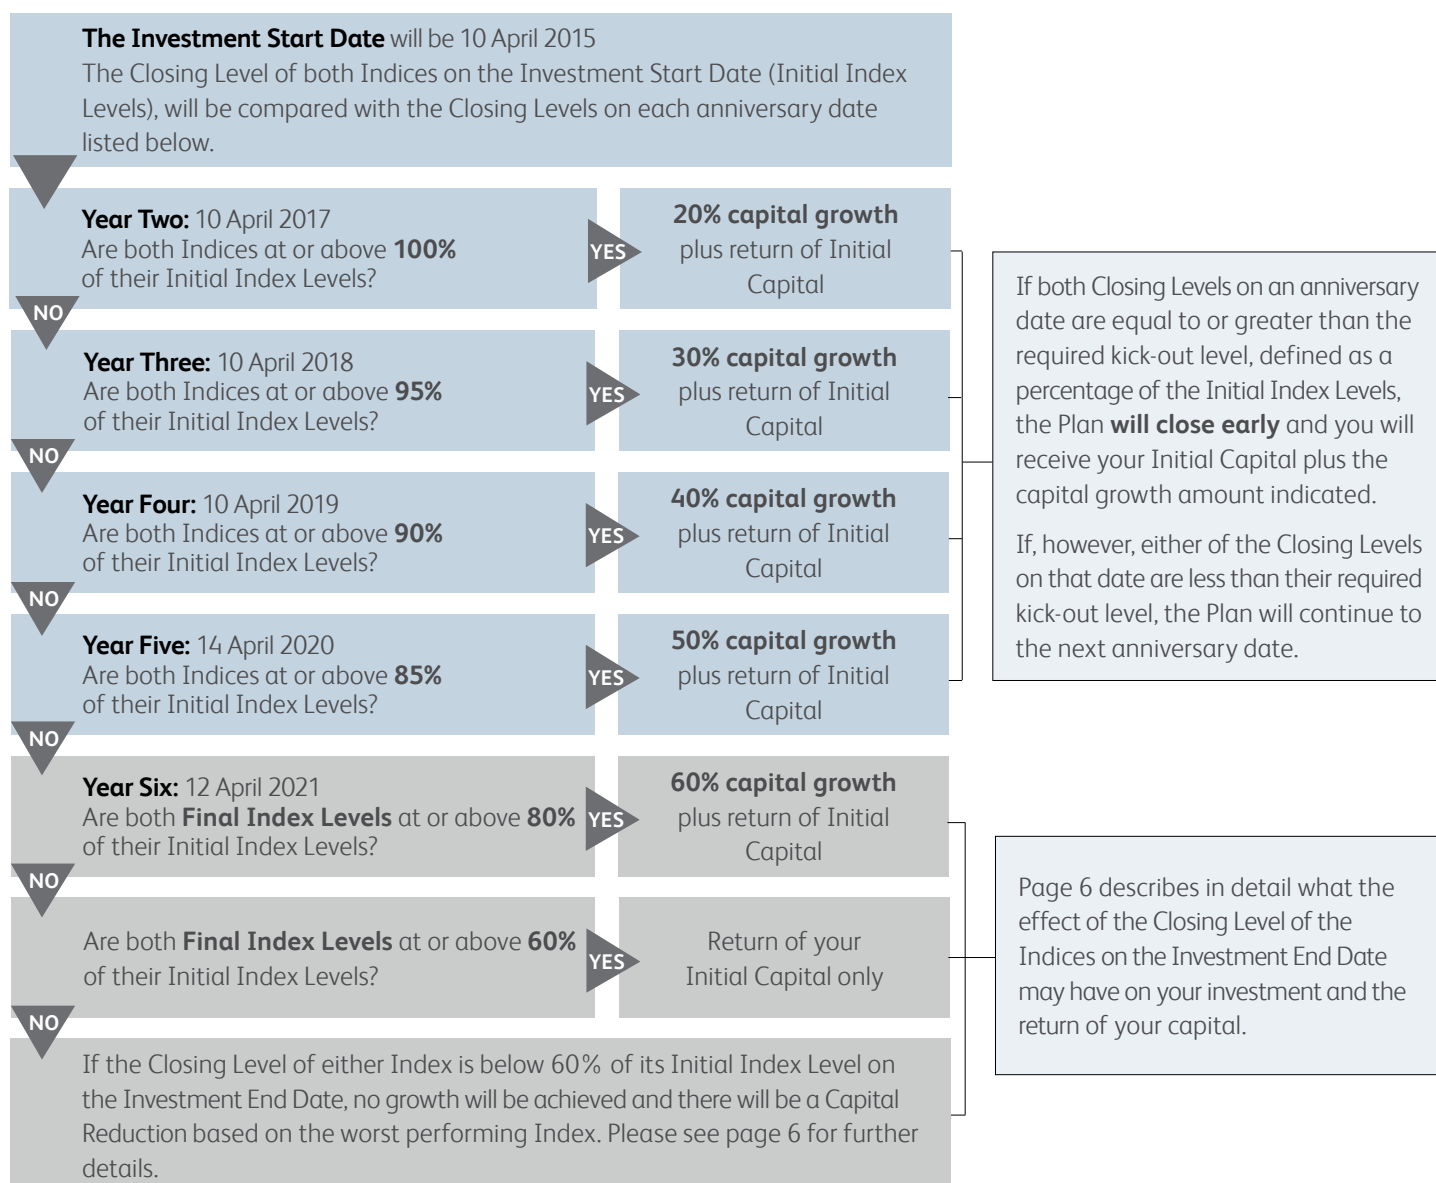 The Investment Start Date will be 10 April 2015
The Closing Level of both Indices on the Investment Start Date (Initial Index
Levels), will be compared with the Closing Levels on each anniversary date
listed below.
Year Two: 10 April 2017
Are both Indices at or above 100%
of their Initial Index Levels?
YES
20% capital growth
plus return of Initial
Capital
NO
Year Three: 10 April 2018
Are both Indices at or above 95%
of their Initial Index Levels?
YES
30% capital growth
plus return of Initial
Capital
NO
Year Four: 10 April 2019
Are both Indices at or above 90%
of their Initial Index Levels?
YES
40% capital growth
plus return of Initial
Capital
NO
Year Five: 14 April 2020
Are both Indices at or above 85%
of their Initial Index Levels?
YES
50% capital growth
plus return of Initial
Capital
If both Closing Levels on an anniversary
date are equal to or greater than the
required kick-out level, defined as a
percentage of the Initial Index Levels,
the Plan will close early and you will
receive your Initial Capital plus the
capital growth amount indicated.
If, however, either of the Closing Levels
on that date are less than their required
kick-out level, the Plan will continue to
the next anniversary date.
NO
Year Six: 12 April 2021
Are both Final Index Levels at or above 80%
of their Initial Index Levels?
YES
60% capital growth
plus return of Initial
Capital
NO
Are both Final Index Levels at or above 60%
of their Initial Index Levels?
YES
Return of your
Initial Capital only
NO
If the Closing Level of either Index is below 60% of its Initial Index Level on
the Investment End Date, no growth will be achieved and there will be a Capital
Reduction based on the worst performing Index. Please see page 6 for further
details.
Page 6 describes in detail what the
effect of the Closing Level of the
Indices on the Investment End Date
may have on your investment and the
return of your capital.